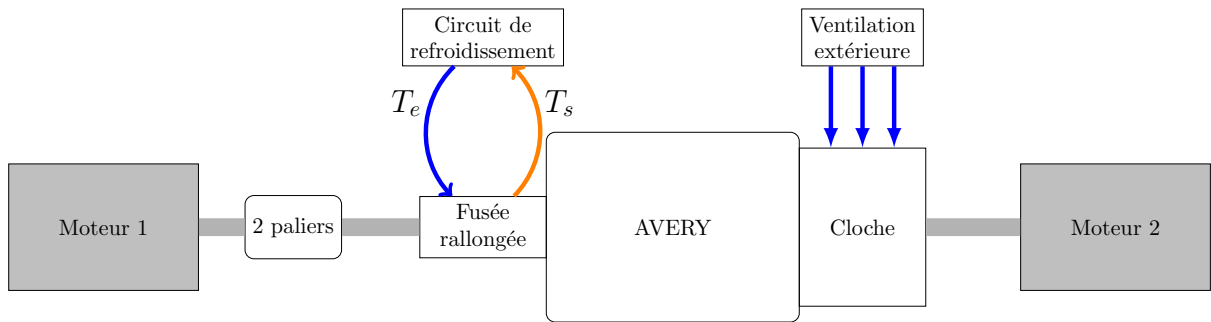 Circuit de
refroidissement
Ventilation
extérieure
T_e
T_s
Moteur 1
2 paliers
Fusée
rallongée
AVERY
Cloche
Moteur 2